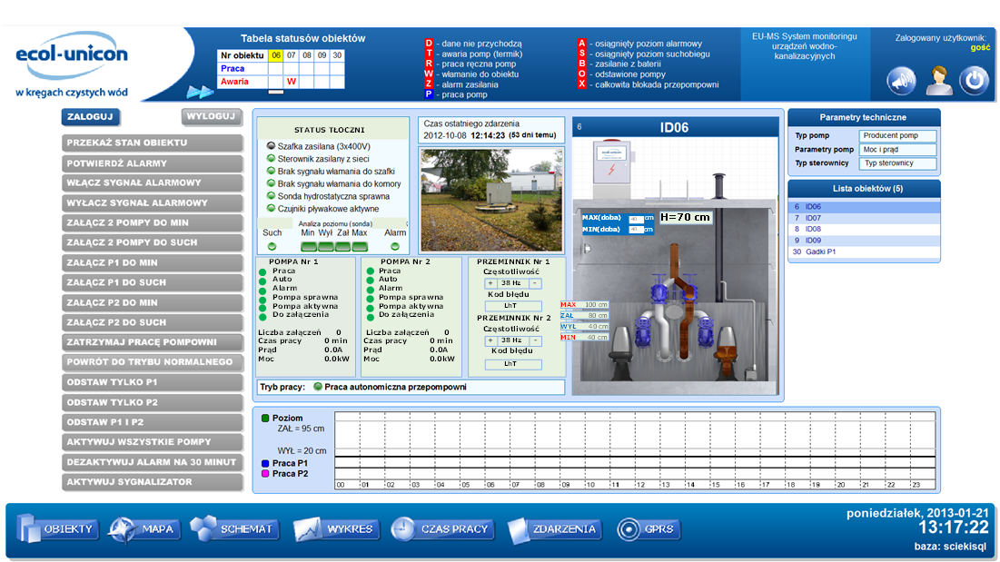 ecol-unicon
w kręgach czystych wód
Tabela statusów obiektów
Nr obiektu 06 07 08 09 30
Praca
Awaria W
D - dane nie przychodzą
T - awaria pomp (termik)
R - praca ręczna pomp
W - włamanie do obiektu
Z - alarm zasilania
P - praca pomp
A - osiągnięty poziom alarmowy
S - osiągnięty poziom suchobiegu
B - zasilanie z baterii
O - odstawione pompy
X - całkowita blokada przepompowni
EU-MS System monitoringu
urządzeń wodno-
kanalizacyjnych
Zalogowany użytkownik:
gość
ZALOGUJ
WYLOGUJ
PRZEKAŻ STAN OBIEKTU
POTWIERDŹ ALARMY
WŁĄCZ SYGNAŁ ALARMOWY
WYŁACZ SYGNAŁ ALARMOWY
ZAŁĄCZ 2 POMPY DO MIN
ZAŁĄCZ 2 POMPY DO SUCH
ZAŁĄCZ P1 DO MIN
ZAŁĄCZ P1 DO SUCH
ZAŁĄCZ P2 DO MIN
ZAŁĄCZ P2 DO SUCH
ZATRZYMAJ PRACĘ POMPOWNI
POWRÓT DO TRYBU NORMALNEGO
ODSTAW TYLKO P1
ODSTAW TYLKO P2
ODSTAW P1 I P2
AKTYWUJ WSZYSTKIE POMPY
DEZAKTYWUJ ALARM NA 30 MINUT
AKTYWUJ SYGNALIZATOR
STATUS TŁOCZNI
Szafka zasilana (3x400V)
Sterownik zasilany z sieci
Brak sygnału włamania do szafki
Brak sygnału włamania do komory
Sonda hydrostatyczna sprawna
Czujniki pływakowe aktywne
Analiza poziomu (sonda)
Such Min Wył Zał Max Alarm
Czas ostatniego zdarzenia
2012-10-08 12:14:23 (53 dni temu)
POMPA Nr 1
Praca
Auto
Alarm
Pompa sprawna
Pompa aktywna
Do załączenia
Liczba załączeń 0
Czas pracy 0 min
Prąd 0.0A
Moc 0.0kW
POMPA Nr 2
Praca
Auto
Alarm
Pompa sprawna
Pompa aktywna
Do załączenia
Liczba załączeń 0
Czas pracy 0 min
Prąd 0.0A
Moc 0.0kW
PRZEMINNIK Nr 1
Częstotliwość
+ 38 Hz -
Kod błędu
LhT
PRZEMINNIK Nr 2
Częstotliwość
+ 38 Hz -
Kod błędu
LhT
Tryb pracy: Praca autonomiczna przepompowni
6 ID06
ecol-unicon
MAX(doba) 40 cm
MIN(doba) 40 cm
H=70 cm
MAX 100 cm
ZAŁ 80 cm
WYŁ 40 cm
MIN 40 cm
Parametry techniczne
Typ pomp Producent pomp
Parametry pomp Moc i prąd
Typ sterownicy Typ sterownicy
Lista obiektów (5)
6 ID06
7 ID07
8 ID08
9 ID09
30 Gadki P1
Poziom
ZAŁ = 95 cm
WYŁ = 20 cm
Praca P1
Praca P2
00 01 02 03 04 05 06 07 08 09 10 11 12 13 14 15 16 17 18 19 20 21 22 23
OBIEKTY
MAPA
SCHEMAT
WYKRES
CZAS PRACY
ZDARZENIA
GPRS
poniedziałek, 2013-01-21
13:17:22
baza: sciekisql